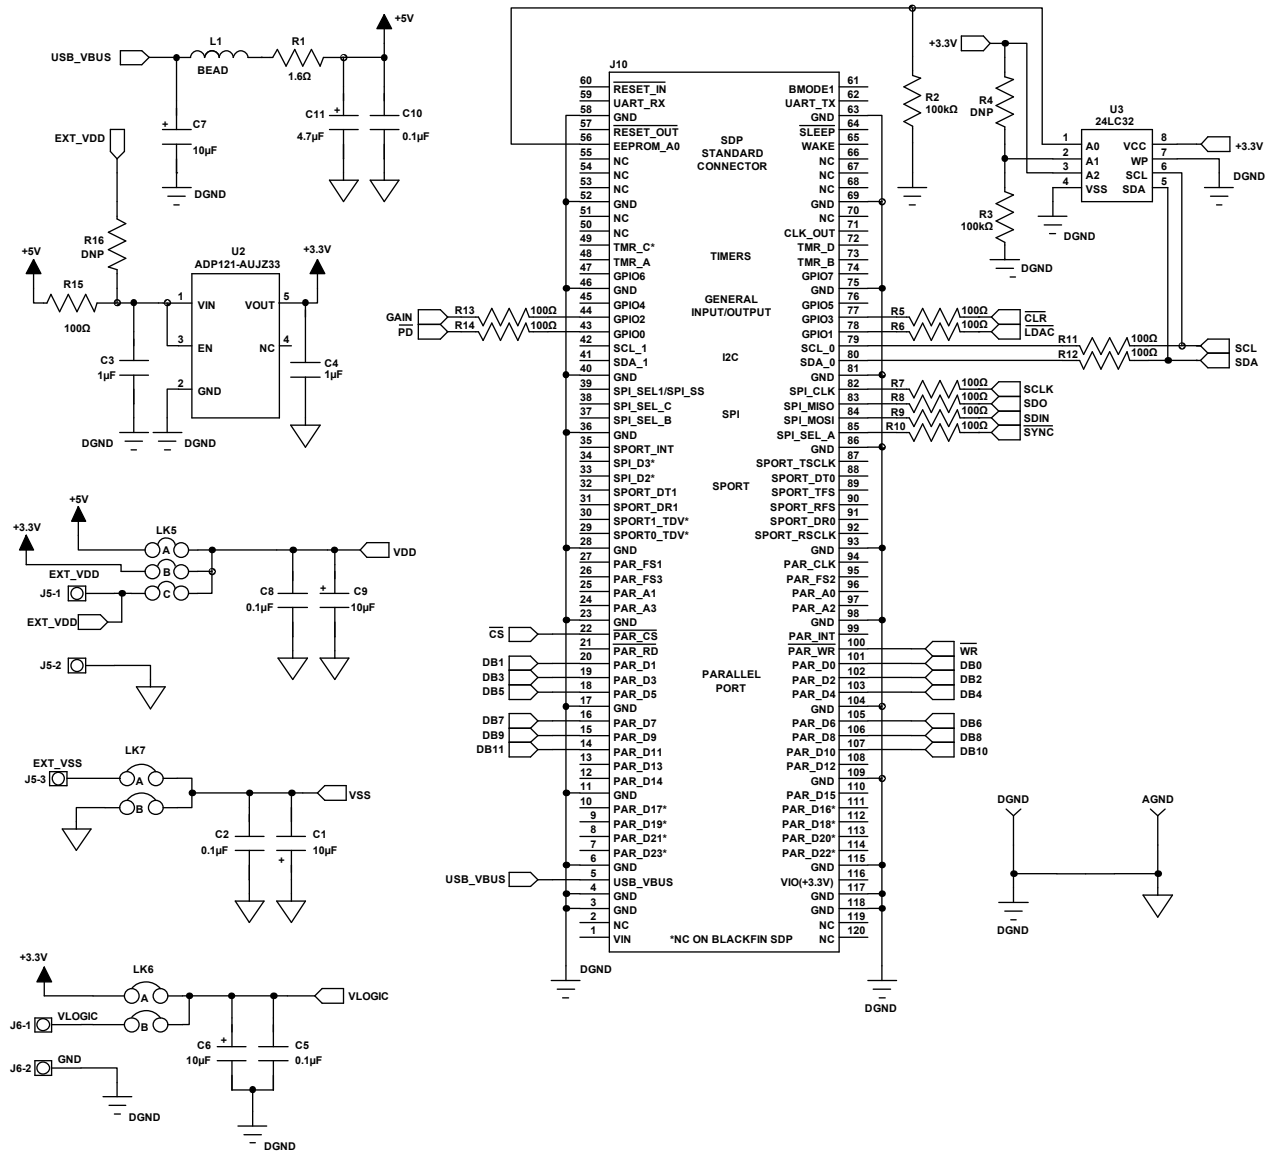 USB_VBUS
L1
BEAD
R1
1.6Ω
+5V
C7
+
10µF
DGND
C11
+
4.7µF
C10
0.1µF
EXT_VDD
R16
DNP
+5V
R15
100Ω
U2
ADP121-AUJZ33
1 VIN
3 EN
2 GND
VOUT 5
NC 4
+3.3V
C3
1µF
C4
1µF
DGND
DGND
+5V
+3.3V
LK5
A
B
C
EXT_VDD
J5-1
EXT_VDD
VDD
C8
0.1µF
+
C9
10µF
J5-2
LK7
EXT_VSS
J5-3
A
B
VSS
C2
0.1µF
C1
10µF
+
+3.3V
LK6
A
VLOGIC
J6-1
B
VLOGIC
C6
+
10µF
C5
0.1µF
J6-2
GND
DGND
DGND
J10
60 RESET_IN
59 UART_RX
58 GND
57 RESET_OUT
56 EEPROM_A0
55 NC
54 NC
53 NC
52 GND
51 NC
50 NC
49 TMR_C*
48 TMR_A
47 GPIO6
46 GND
45 GPIO4
44 GPIO2
43 GPIO0
42 SCL_1
41 SDA_1
40 GND
39 SPI_SEL1/SPI_SS
38 SPI_SEL_C
37 SPI_SEL_B
36 GND
35 SPORT_INT
34 SPI_D3*
33 SPI_D2*
32 SPORT_DT1
31 SPORT_DR1
30 SPORT1_TDV*
29 SPORT0_TDV*
28 GND
27 PAR_FS1
26 PAR_FS3
25 PAR_A1
24 PAR_A3
23 GND
22 PAR_CS
21 PAR_RD
20 PAR_D1
19 PAR_D3
18 PAR_D5
17 GND
16 PAR_D7
15 PAR_D9
14 PAR_D11
13 PAR_D13
12 PAR_D14
11 GND
10 PAR_D17*
9 PAR_D19*
8 PAR_D21*
7 PAR_D23*
6 GND
5 USB_VBUS
4 GND
3 GND
2 NC
1 VIN
SDP
STANDARD
CONNECTOR
TIMERS
GENERAL
INPUT/OUTPUT
I2C
SPI
SPORT
PARALLEL
PORT
*NC ON BLACKFIN SDP
BMODE1 61
UART_TX 62
GND 63
SLEEP 64
WAKE 65
NC 66
NC 67
NC 68
GND 69
NC 70
CLK_OUT 71
TMR_D 72
TMR_B 73
GPIO7 74
GND 75
GPIO5 76
GPIO3 77
GPIO1 78
SCL_0 79
SDA_0 80
GND 81
SPI_CLK 82
SPI_MISO 83
SPI_MOSI 84
SPI_SEL_A 85
GND 86
SPORT_TSCLK 87
SPORT_DT0 88
SPORT_TFS 89
SPORT_RFS 90
SPORT_DR0 91
SPORT_RSCLK 92
GND 93
PAR_CLK 94
PAR_FS2 95
PAR_A0 96
PAR_A2 97
GND 98
PAR_INT 99
PAR_WR 100
PAR_D0 101
PAR_D2 102
PAR_D4 103
GND 104
PAR_D6 105
PAR_D8 106
PAR_D10 107
PAR_D12 108
GND 109
PAR_D15 110
PAR_D16* 111
PAR_D18* 112
PAR_D20* 113
PAR_D22* 114
GND 115
VIO(+3.3V) 116
GND 117
GND 118
NC 119
NC 120
GAIN R13 100Ω
PD R14 100Ω
CS
DB1
DB3
DB5
DB7
DB9
DB11
USB_VBUS
DGND
DGND
R5 100Ω CLR
R6 100Ω LDAC
R11 100Ω SCL
R12 100Ω SDA
R7 100Ω SCLK
R8 100Ω SDO
R9 100Ω SDIN
R10 100Ω SYNC
WR
DB0
DB2
DB4
DB6
DB8
DB10
R2
100kΩ
+3.3V
R4
DNP
R3
100kΩ
DGND
U3
24LC32
1 A0
2 A1
3 A2
4 VSS
VCC 8
WP 7
SCL 6
SDA 5
+3.3V
DGND
DGND
DGND
AGND
DGND